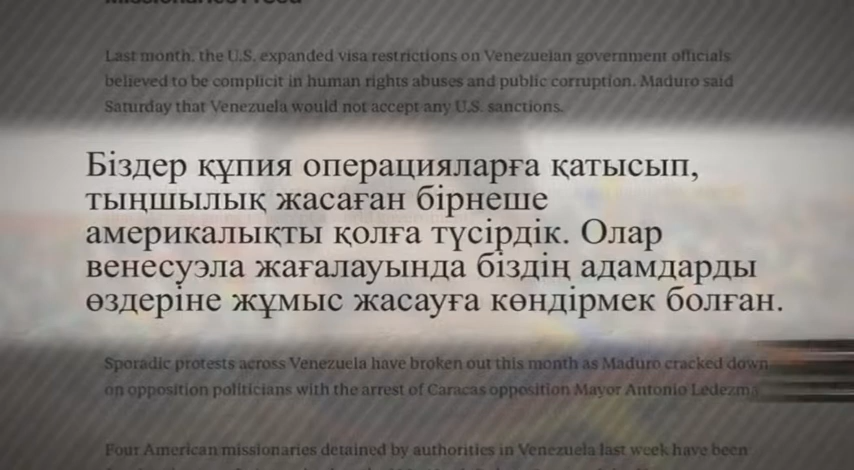 Last month, the U.S. expanded visa restrictions on Venezuelan government officials
believed to be complicit in human rights abuses and public corruption. Maduro said
Saturday that Venezuela would not accept any U.S. sanctions.
Біздер құпия операцияларға қатысып,
тыңшылық жасаған бірнеше
америкалықты қолға түсірдік. Олар
венесуэла жағалауында біздің адамдарды
өздеріне жұмыс жасауға көндірмек болған.
Sporadic protests across Venezuela have broken out this month as Maduro cracked down
on opposition politicians with the arrest of Caracas opposition Mayor Antonio Ledezma
Four American missionaries detained by authorities in Venezuela last week have been